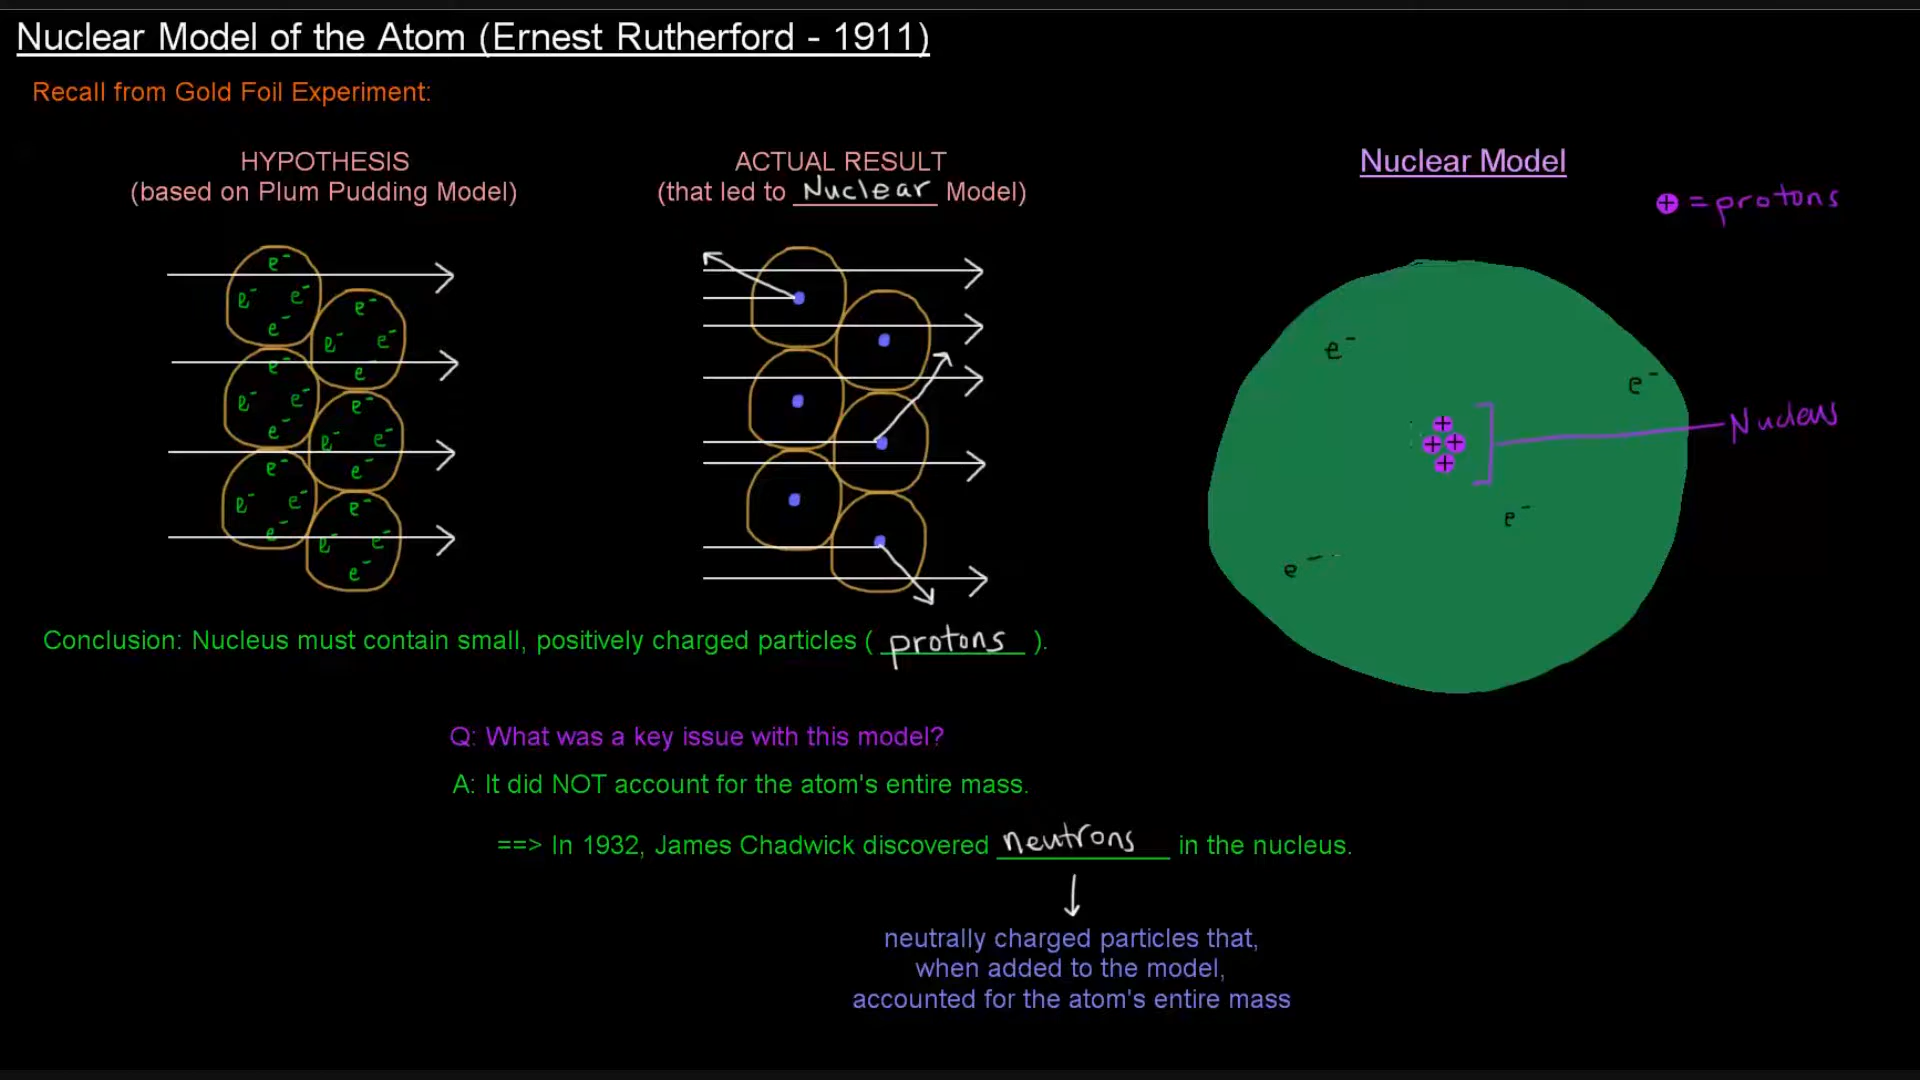 Nuclear Model of the Atom (Ernest Rutherford - 1911)
Recall from Gold Foil Experiment:
HYPOTHESIS
(based on Plum Pudding Model)
e⁻
e⁻ e⁻
e⁻
e⁻
e⁻ e⁻
e
e⁻
e⁻ e⁻
e⁻
e⁻
e⁻ e⁻
e⁻
e⁻
e⁻ e⁻
e⁻
e⁻
e⁻ e⁻
e⁻
ACTUAL RESULT
(that led to Nuclear Model)
Nuclear Model
+ = protons
e⁻
e⁻
+
+ +
+
Nucleus
e⁻
e⁻
Conclusion: Nucleus must contain small, positively charged particles ( protons ).
Q: What was a key issue with this model?
A: It did NOT account for the atom's entire mass.
==> In 1932, James Chadwick discovered neutrons in the nucleus.
neutrally charged particles that,
when added to the model,
accounted for the atom's entire mass